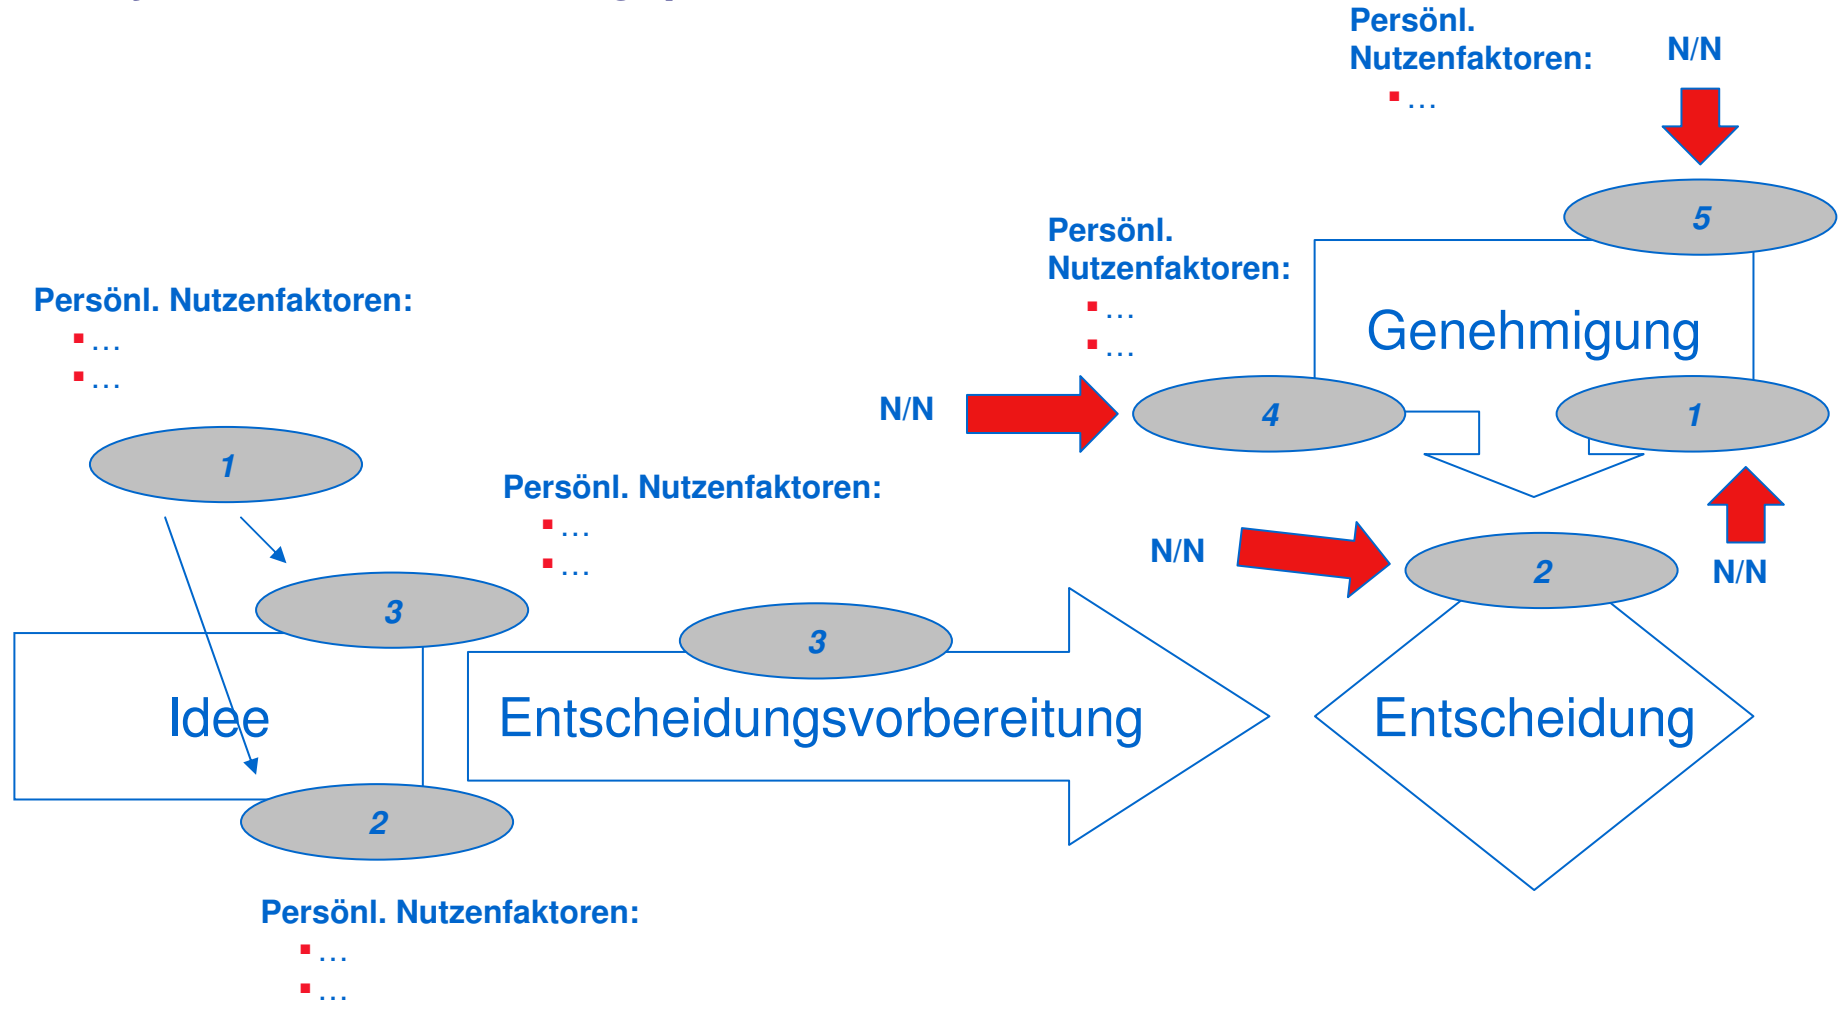 Persönl.
Nutzenfaktoren:
▪ …
N/N
5
Persönl.
Nutzenfaktoren:
▪ …
▪ …
Genehmigung
N/N
4
1
N/N
Persönl. Nutzenfaktoren:
▪ …
▪ …
1
Persönl. Nutzenfaktoren:
▪ …
▪ …
3
Idee
2
Persönl. Nutzenfaktoren:
▪ …
▪ …
3
Entscheidungsvorbereitung
N/N
2
Entscheidung